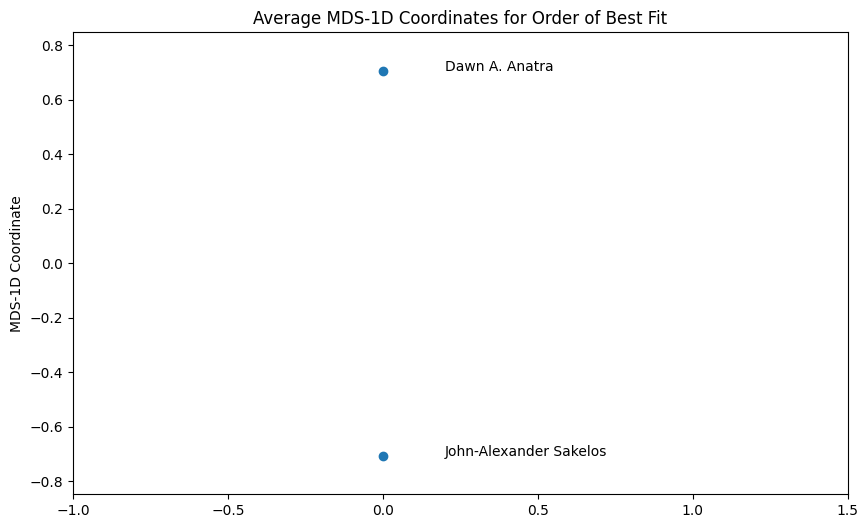 Average MDS-1D Coordinates for Order of Best Fit
0.8
Dawn A. Anatra
0.6
0.4
0.2
MDS-1D Coordinate
0.0
−0.2
−0.4
−0.6
John-Alexander Sakelos
−0.8
−1.0 −0.5 0.0 0.5 1.0 1.5